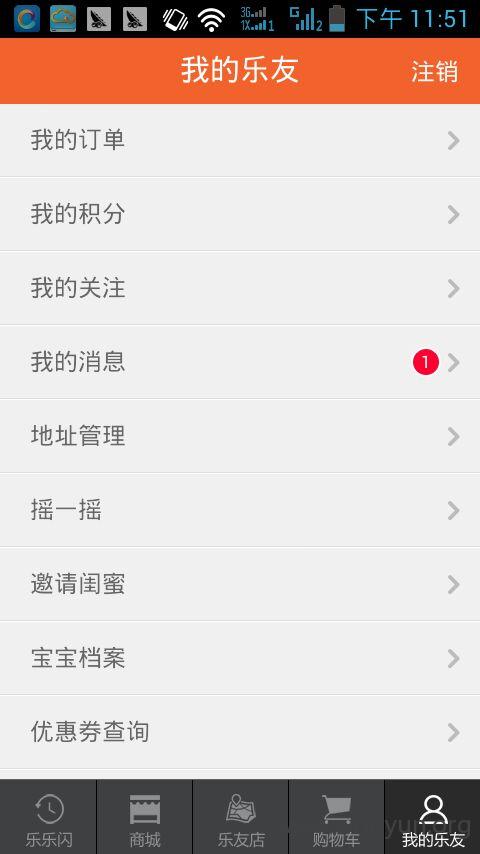 3G 1X 1 G 2 下午 11:51
我的乐友 注销
我的订单
我的积分
我的关注
我的消息 1
地址管理
摇一摇
邀请闺蜜
宝宝档案
优惠券查询
乐乐闪 商城 乐友店 购物车 我的乐友